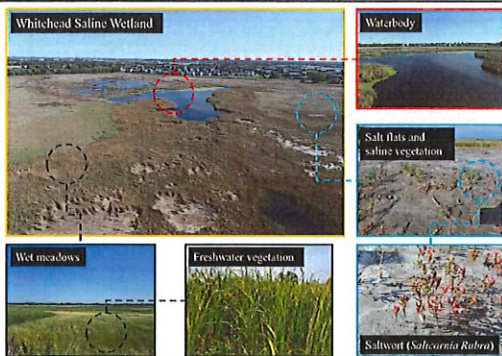 Whitehead Saline Wetland
Waterbody
Salt flats and
saline vegetation
Wet meadows
Freshwater vegetation
Saltwort (Salicornia Rubra)